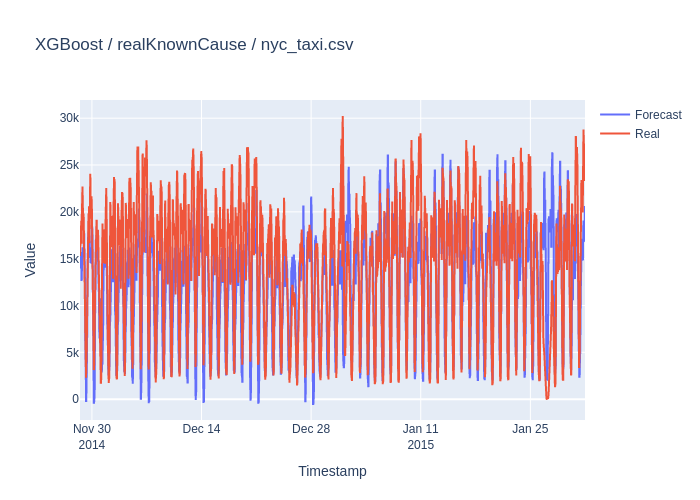 XGBoost / realKnownCause / nyc_taxi.csv
Forecast
Real
30k
25k
20k
15k
10k
5k
0
Value
Nov 30
2014
Dec 14
Dec 28
Jan 11
2015
Jan 25
Timestamp